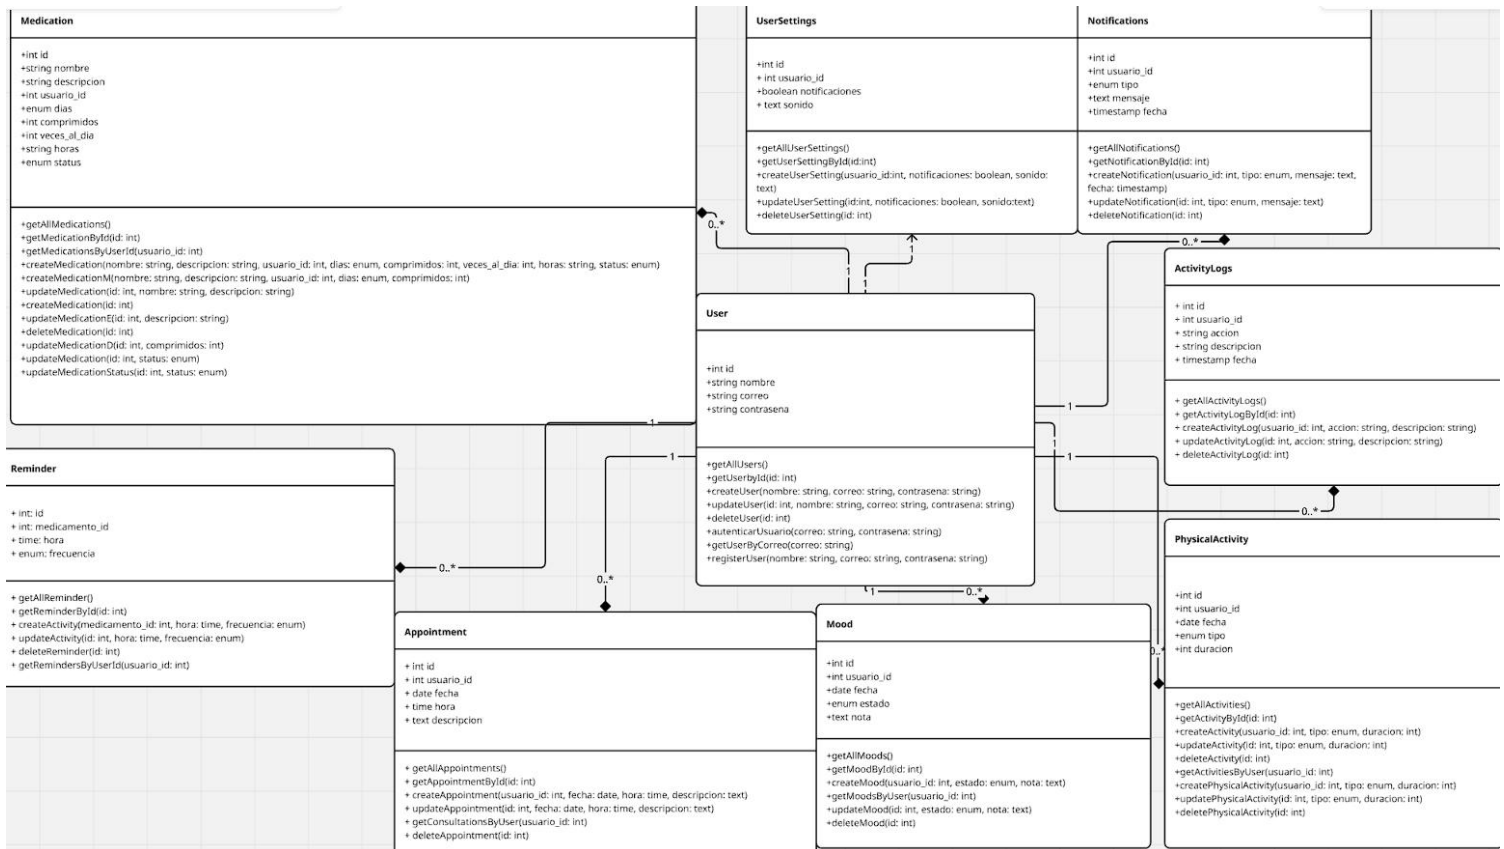 Medication
+int id
+string nombre
+string descripcion
+int usuario_id
+enum dias
+int comprimidos
+int veces_al_dia
+string horas
+enum status
+getAllMedications()
+getMedicationById(id: int)
+getMedicationsByUserId(usuario_id: int)
+createMedication(nombre: string, descripcion: string, usuario_id: int, dias: enum, comprimidos: int, veces_al_dia: int, horas: string, status: enum)
+createMedicationM(nombre: string, descripcion: string, usuario_id: int, dias: enum, comprimidos: int)
+updateMedication(id: int, nombre: string, descripcion: string)
+createMedication(id: int)
+updateMedicationE(id: int, descripcion: string)
+deleteMedication(id: int)
+updateMedicationD(id: int, comprimidos: int)
+updateMedication(id: int, status: enum)
+updateMedicationStatus(id: int, status: enum)
UserSettings
+int id
+ int usuario_id
+boolean notificaciones
+ text sonido
+getAllUserSettings()
+getUserSettingById(id:int)
+createUserSetting(usuario_id:int, notificaciones: boolean, sonido:
text)
+updateUserSetting(id:int, notificaciones: boolean, sonido:text)
+deleteUserSetting(id: int)
Notifications
+int id
+int usuario_id
+enum tipo
+text mensaje
+timestamp fecha
+getAllNotifications()
+getNotificationById(id: int)
+createNotification(usuario_id: int, tipo: enum, mensaje: text,
fecha: timestamp)
+updateNotification(id: int, tipo: enum, mensaje: text)
+deleteNotification(id: int)
0..*
1
1
1
0..*
ActivityLogs
+ int id
+ int usuario_id
+ string accion
+ string descripcion
+ timestamp fecha
+ getAllActivityLogs()
+ getActivityLogById(id: int)
+ createActivityLog(usuario_id: int, accion: string, descripcion: string)
+ updateActivityLog(id: int, accion: string, descripcion: string)
+ deleteActivityLog(id: int)
User
+int id
+string nombre
+string correo
+string contrasena
+getAllUsers()
+getUserbyId(id: int)
+createUser(nombre: string, correo: string, contrasena: string)
+updateUser(id: int, nombre: string, correo: string, contrasena: string)
+deleteUser(id: int)
+autenticarUsuario(correo: string, contrasena: string)
+getUserByCorreo(correo: string)
+registerUser(nombre: string, correo: string, contrasena: string)
1
1
1
1
1
0..*
0..*
0..*
1
0..*
0..*
Reminder
+ int: id
+ int: medicamento_id
+ time: hora
+ enum: frecuencia
+ getAllReminder()
+ getReminderById(id: int)
+ createActivity(medicamento_id: int, hora: time, frecuencia: enum)
+ updateActivity(id: int, hora: time, frecuencia: enum)
+ deleteReminder(id: int)
+ getRemindersByUserId(usuario_id: int)
Appointment
+ int id
+ int usuario_id
+ date fecha
+ time hora
+ text descripcion
+ getAllAppointments()
+ getAppointmentById(id: int)
+ createAppointment(usuario_id: int, fecha: date, hora: time, descripcion: text)
+ updateAppointment(id: int, fecha: date, hora: time, descripcion: text)
+ getConsultationsByUser(usuario_id: int)
+ deleteAppointment(id: int)
Mood
+int id
+int usuario_id
+date fecha
+enum estado
+text nota
+getAllMoods()
+getMoodById(id: int)
+createMood(usuario_id: int, estado: enum, nota: text)
+getMoodsByUser(usuario_id: int)
+updateMood(id: int, estado: enum, nota: text)
+deleteMood(id: int)
PhysicalActivity
+int id
+int usuario_id
+date fecha
+enum tipo
+int duracion
+getAllActivities()
+getActivityById(id: int)
+createActivity(usuario_id: int, tipo: enum, duracion: int)
+updateActivity(id: int, tipo: enum, duracion: int)
+deleteActivity(id: int)
+getActivitiesByUser(usuario_id: int)
+createPhysicalActivity(usuario_id: int, tipo: enum, duracion: int)
+updatePhysicalActivity(id: int, tipo: enum, duracion: int)
+deletePhysicalActivity(id: int)